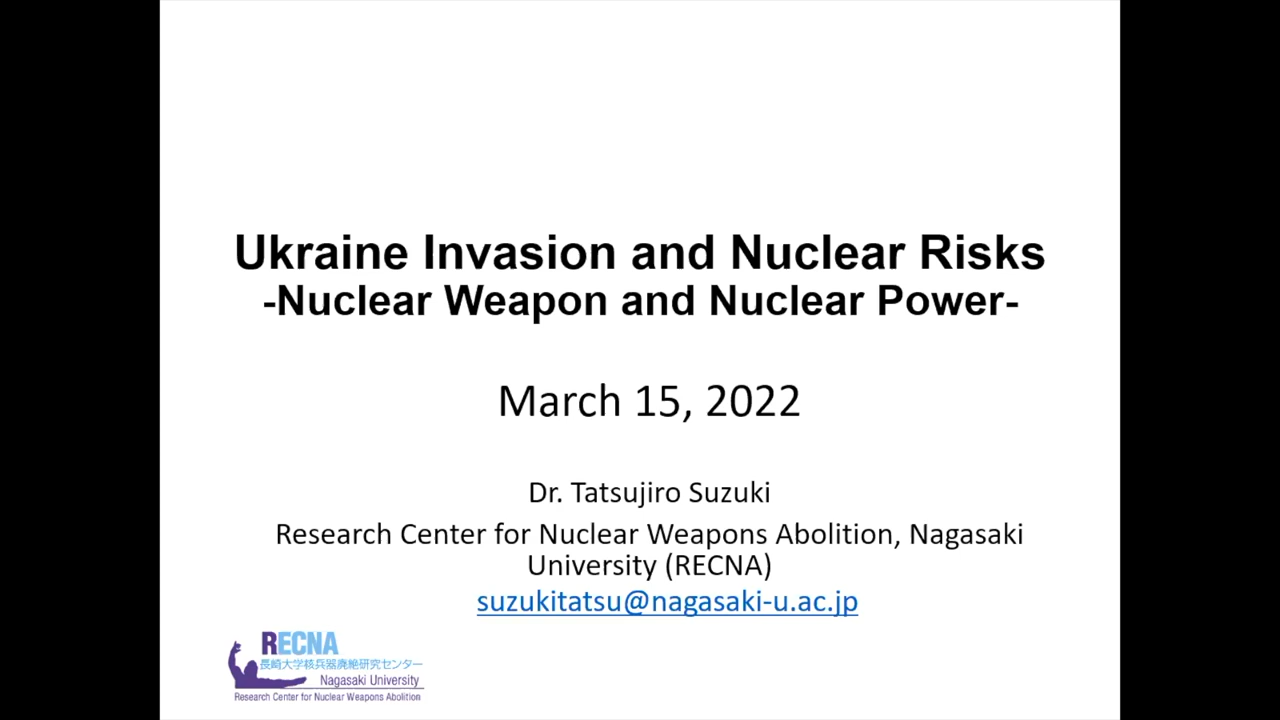 Ukraine Invasion and Nuclear Risks
-Nuclear Weapon and Nuclear Power-
March 15, 2022
Dr. Tatsujiro Suzuki
Research Center for Nuclear Weapons Abolition, Nagasaki
University (RECNA)
suzukitatsu@nagasaki-u.ac.jp
RECNA
長崎大学核兵器廃絶研究センター
Nagasaki University
Research Center for Nuclear Weapons Abolition